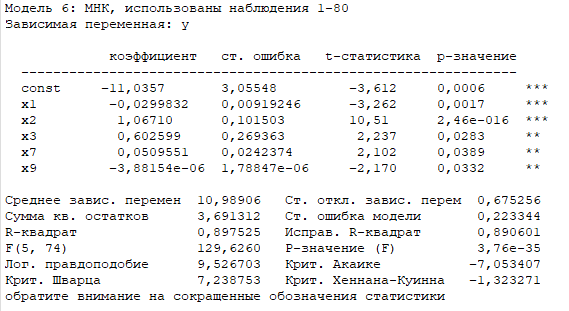 Модель 6: МНК, использованы наблюдения 1-80
Зависимая переменная: y
коэффициент ст. ошибка t-статистика p-значение
---------------------------------------------------------------
const -11,0357 3,05548 -3,612 0,0006 ***
x1 -0,0299832 0,00919246 -3,262 0,0017 ***
x2 1,06710 0,101503 10,51 2,46e-016 ***
x3 0,602599 0,269363 2,237 0,0283 **
x7 0,0509551 0,0242374 2,102 0,0389 **
x9 -3,88154e-06 1,78847e-06 -2,170 0,0332 **
Среднее завис. перемен 10,98906 Ст. откл. завис. перем 0,675256
Сумма кв. остатков 3,691312 Ст. ошибка модели 0,223344
R-квадрат 0,897525 Исправ. R-квадрат 0,890601
F(5, 74) 129,6260 Р-значение (F) 3,76e-35
Лог. правдоподобие 9,526703 Крит. Акаике -7,053407
Крит. Шварца 7,238753 Крит. Хеннана-Куинна -1,323271
обратите внимание на сокращенные обозначения статистики